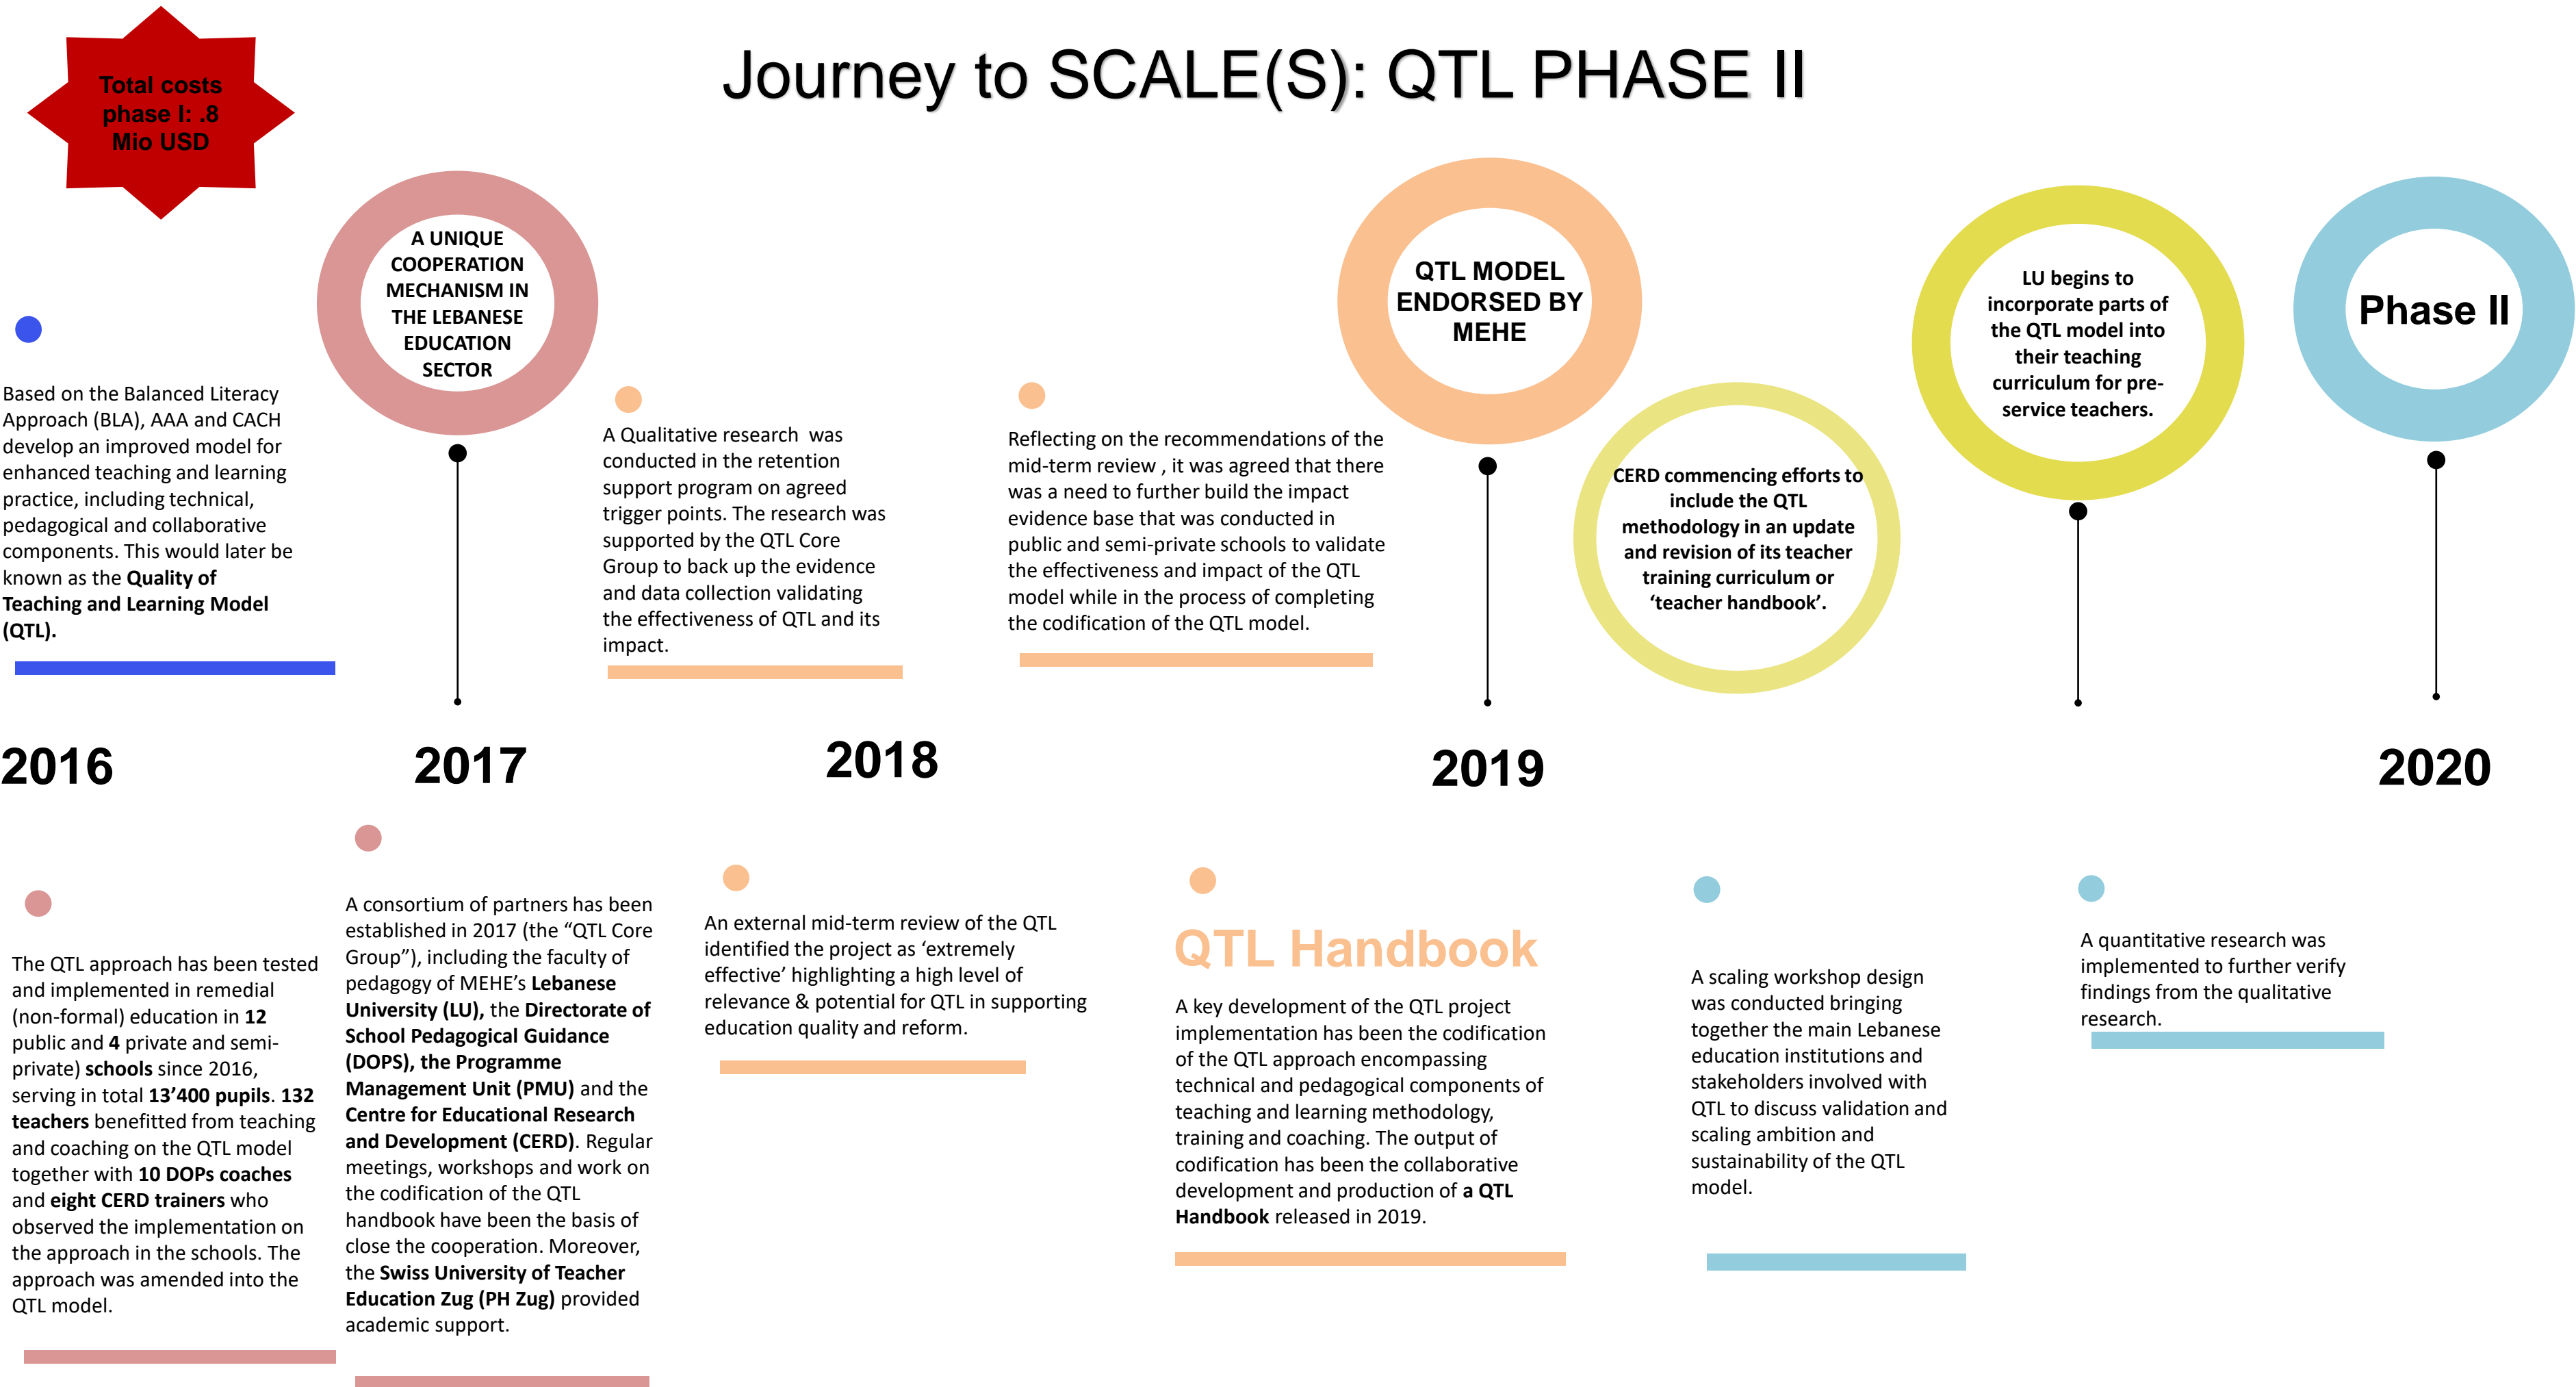 Total costs
phase I: .8
Mio USD
Journey to SCALE(S): QTL PHASE II
A UNIQUE
COOPERATION
MECHANISM IN
THE LEBANESE
EDUCATION
SECTOR
QTL MODEL
ENDORSED BY
MEHE
LU begins to
incorporate parts of
the QTL model into
their teaching
curriculum for pre-
service teachers.
Phase II
Based on the Balanced Literacy
Approach (BLA), AAA and CACH
develop an improved model for
enhanced teaching and learning
practice, including technical,
pedagogical and collaborative
components. This would later be
known as the Quality of
Teaching and Learning Model
(QTL).
A Qualitative research was
conducted in the retention
support program on agreed
trigger points. The research was
supported by the QTL Core
Group to back up the evidence
and data collection validating
the effectiveness of QTL and its
impact.
Reflecting on the recommendations of the
mid-term review , it was agreed that there
was a need to further build the impact
evidence base that was conducted in
public and semi-private schools to validate
the effectiveness and impact of the QTL
model while in the process of completing
the codification of the QTL model.
CERD commencing efforts to
include the QTL
methodology in an update
and revision of its teacher
training curriculum or
‘teacher handbook’.
2016
2017
2018
2019
2020
The QTL approach has been tested
and implemented in remedial
(non-formal) education in 12
public and 4 private and semi-
private) schools since 2016,
serving in total 13’400 pupils. 132
teachers benefitted from teaching
and coaching on the QTL model
together with 10 DOPs coaches
and eight CERD trainers who
observed the implementation on
the approach in the schools. The
approach was amended into the
QTL model.
A consortium of partners has been
established in 2017 (the “QTL Core
Group”), including the faculty of
pedagogy of MEHE’s Lebanese
University (LU), the Directorate of
School Pedagogical Guidance
(DOPS), the Programme
Management Unit (PMU) and the
Centre for Educational Research
and Development (CERD). Regular
meetings, workshops and work on
the codification of the QTL
handbook have been the basis of
close the cooperation. Moreover,
the Swiss University of Teacher
Education Zug (PH Zug) provided
academic support.
An external mid-term review of the QTL
identified the project as ‘extremely
effective’ highlighting a high level of
relevance & potential for QTL in supporting
education quality and reform.
QTL Handbook
A key development of the QTL project
implementation has been the codification
of the QTL approach encompassing
technical and pedagogical components of
teaching and learning methodology,
training and coaching. The output of
codification has been the collaborative
development and production of a QTL
Handbook released in 2019.
A scaling workshop design
was conducted bringing
together the main Lebanese
education institutions and
stakeholders involved with
QTL to discuss validation and
scaling ambition and
sustainability of the QTL
model.
A quantitative research was
implemented to further verify
findings from the qualitative
research.